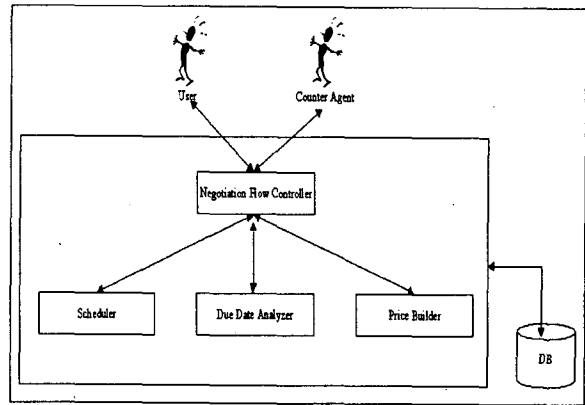 User
Counter Agent
Negotiation Flow Controller
Scheduler
Due Date Analyzer
Price Builder
DB